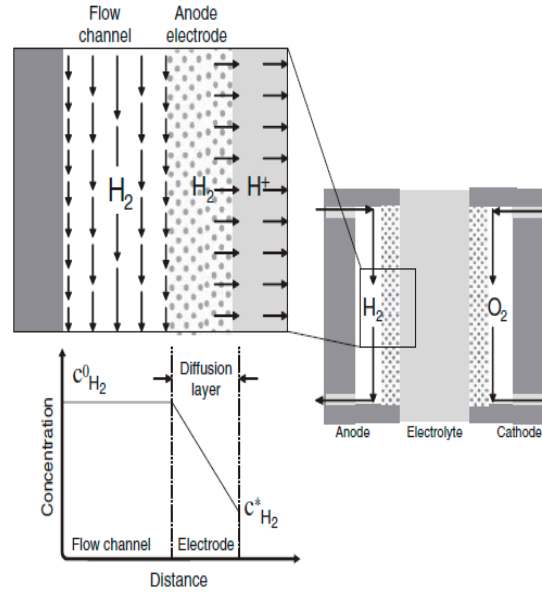 Flow
channel
Anode
electrode
H₂
H₂
H⁺
H₂
O₂
Anode
Electrolyte
Cathode
Concentration
C⁰H₂
Diffusion
layer
C*H₂
Flow channel
Electrode
Distance